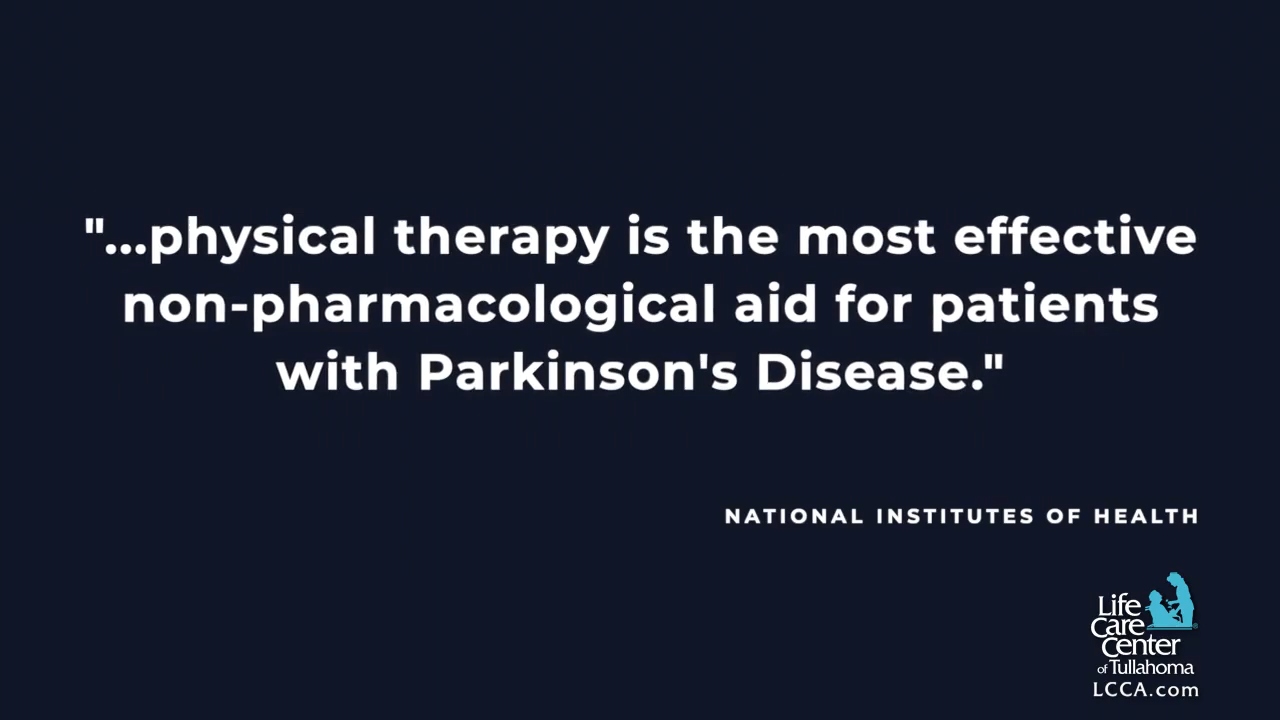 "...physical therapy is the most effective
non-pharmacological aid for patients
with Parkinson's Disease."
NATIONAL INSTITUTES OF HEALTH
Life
Care
Center
of Tullahoma
LCCA.com